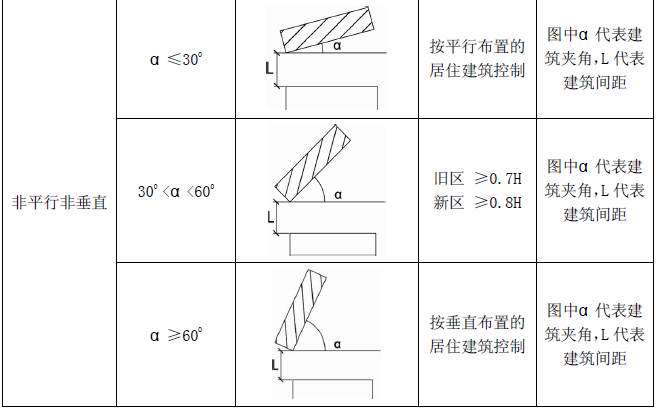 非平行非垂直
α ≤30⁰
α
L
按平行布置的
居住建筑控制
图中α 代表建
筑夹角,L 代表
建筑间距
30⁰<α <60⁰
α
L
旧区 ≥0.7H
新区 ≥0.8H
图中α 代表建
筑夹角,L 代表
建筑间距
α ≥60⁰
α
L
按垂直布置的
居住建筑控制
图中α 代表建
筑夹角,L 代表
建筑间距